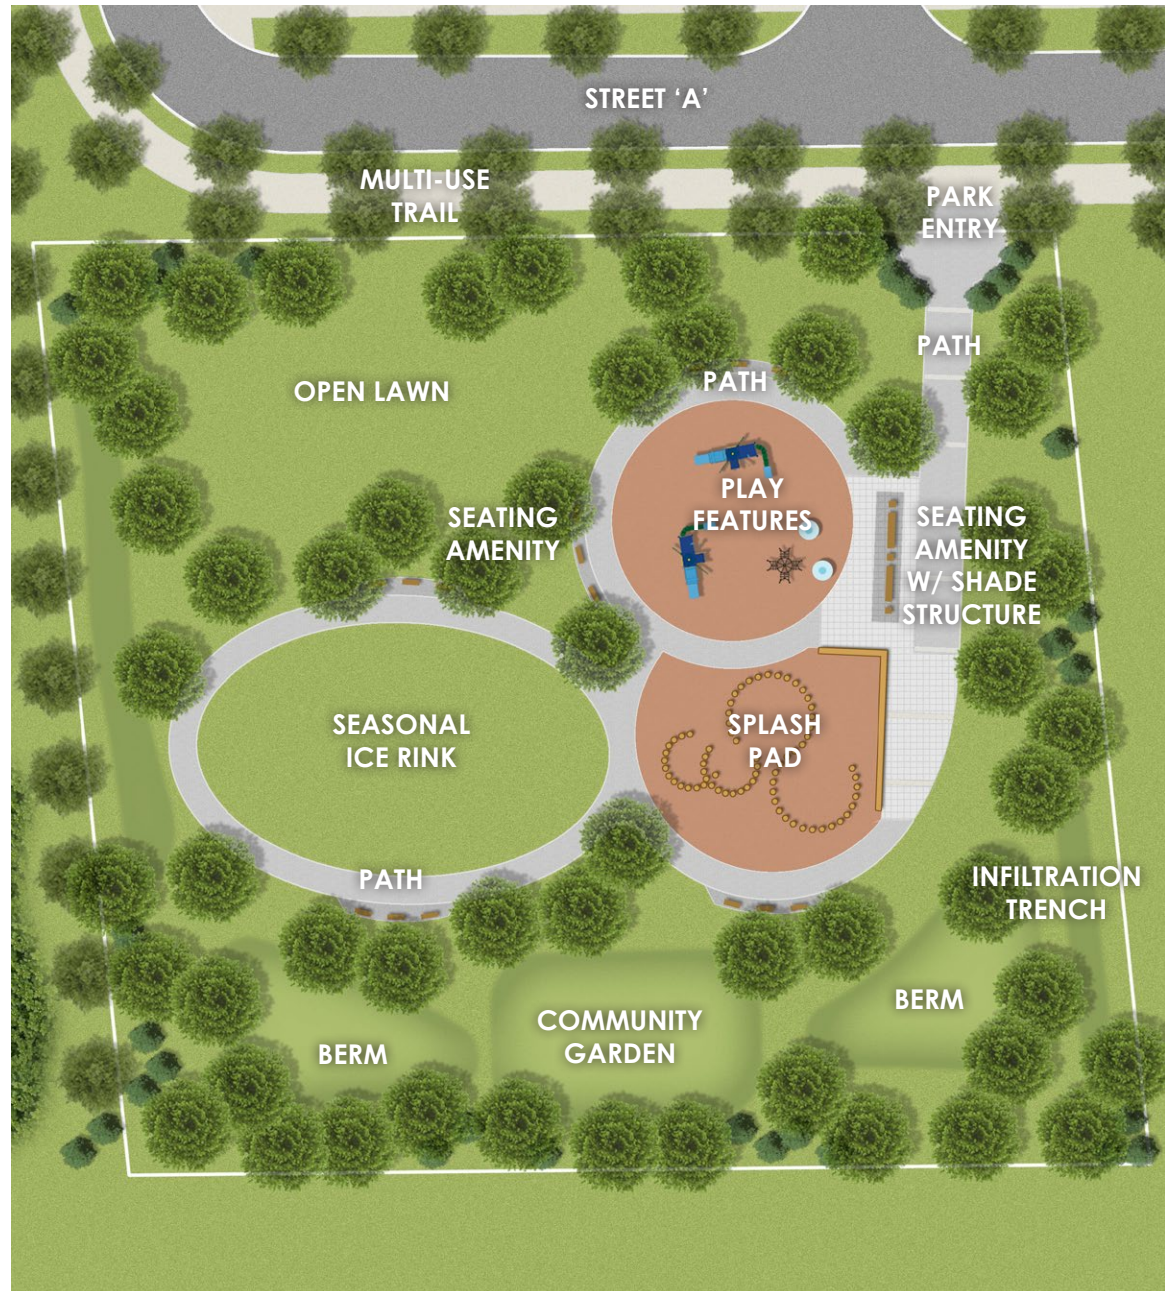 STREET ‘A’
MULTI-USE
TRAIL
PARK
ENTRY
PATH
PATH
OPEN LAWN
PLAY
FEATURES
SEATING
AMENITY
SEATING
AMENITY
W/ SHADE
STRUCTURE
SEASONAL
ICE RINK
SPLASH
PAD
PATH
INFILTRATION
TRENCH
BERM
COMMUNITY
GARDEN
BERM